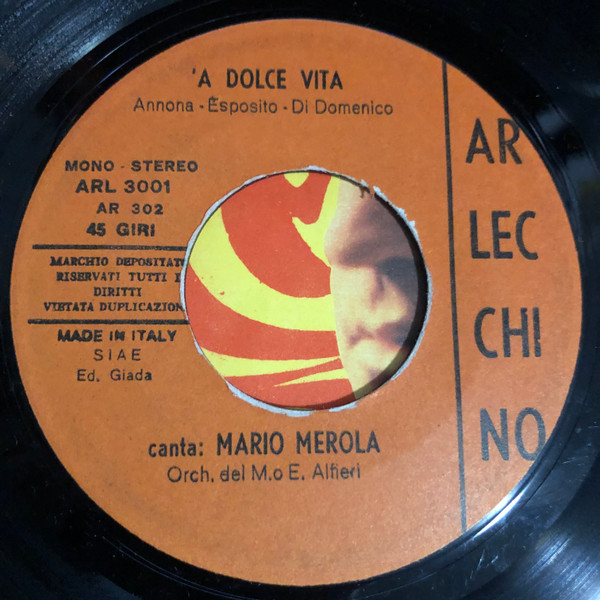 'A DOLCE VITA
Annona - Esposito - Di Domenico
MONO - STEREO
ARL 3001
AR 302
45 GIRI
MARCHIO DEPOSITATO
RISERVATI TUTTI I
DIRITTI
VIETATA DUPLICAZION
MADE IN ITALY
SIAE
Ed. Giada
canta: MARIO MEROLA
Orch. del M.o E. Alfieri
AR
LEC
CHI
NO